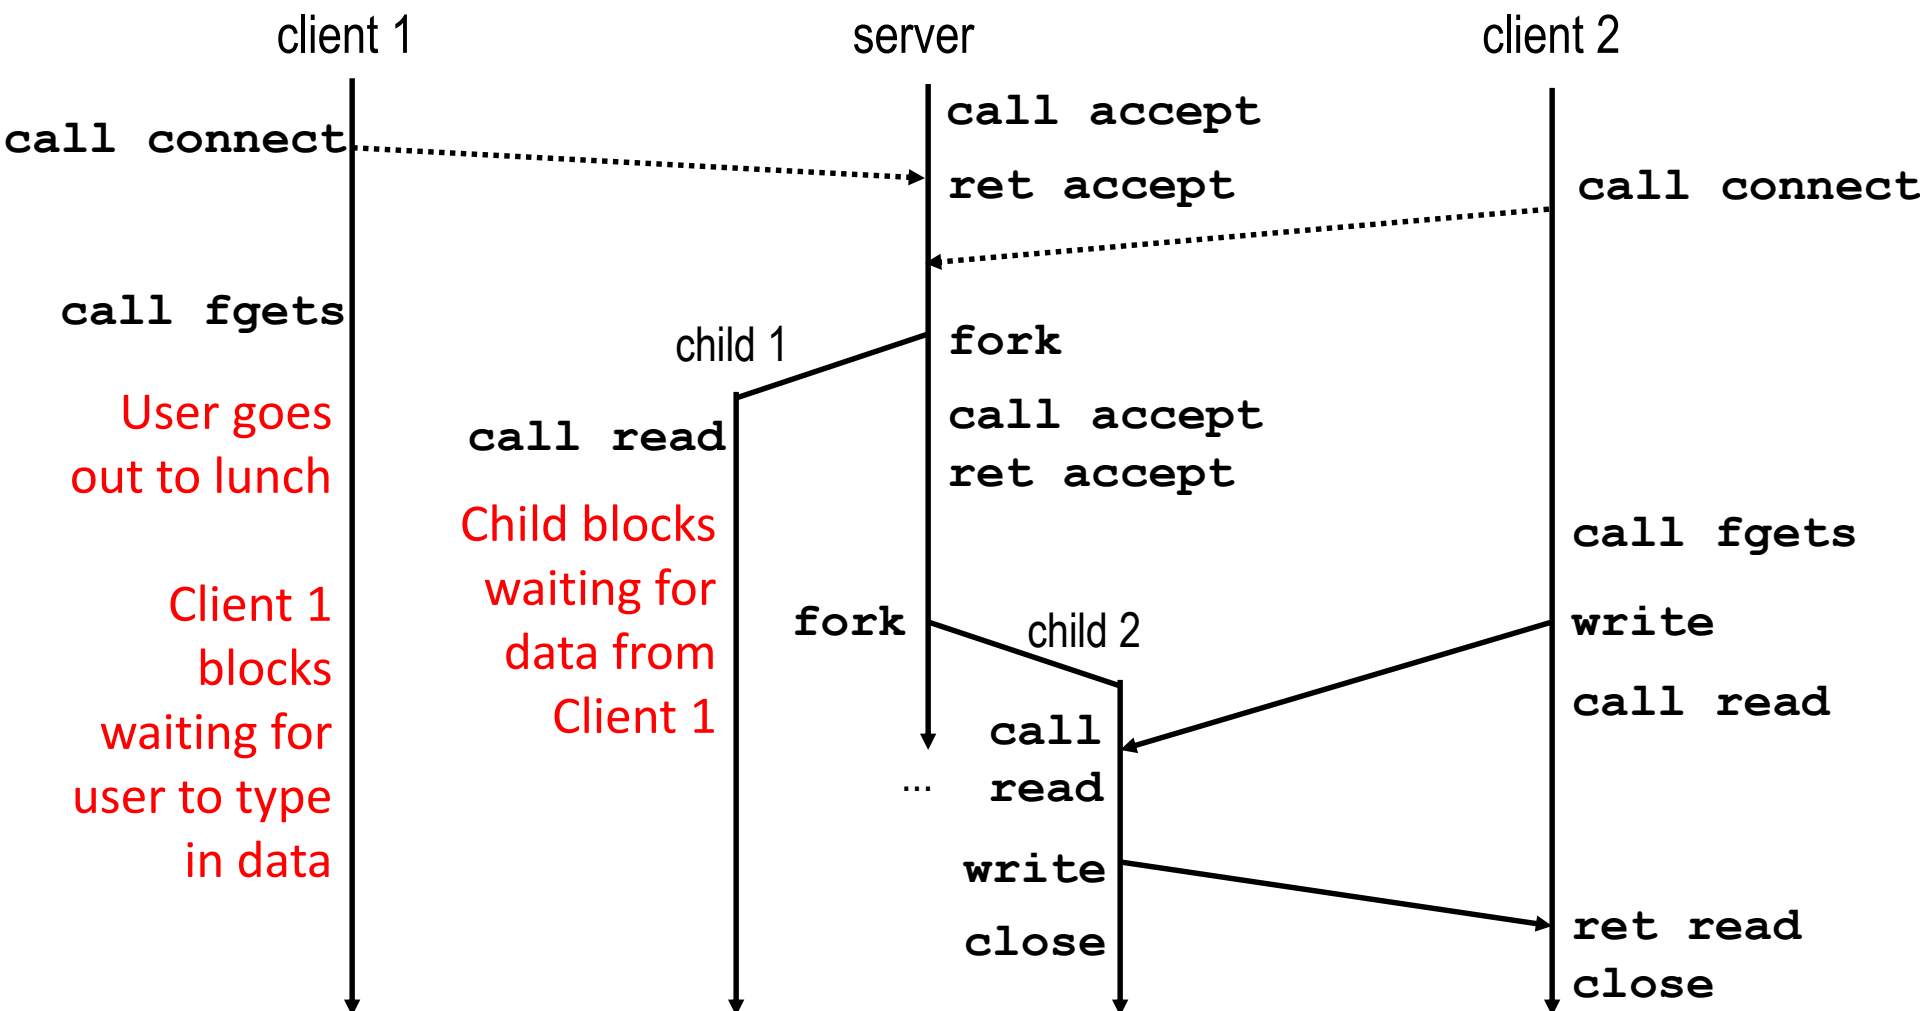 client 1
server
client 2
call connect
call accept
ret accept
call connect
call fgets
child 1
fork
User goes
out to lunch
call read
call accept
ret accept
Child blocks
waiting for
data from
Client 1
call fgets
Client 1
blocks
waiting for
user to type
in data
fork
child 2
write
call read
call
read
...
write
close
ret read
close